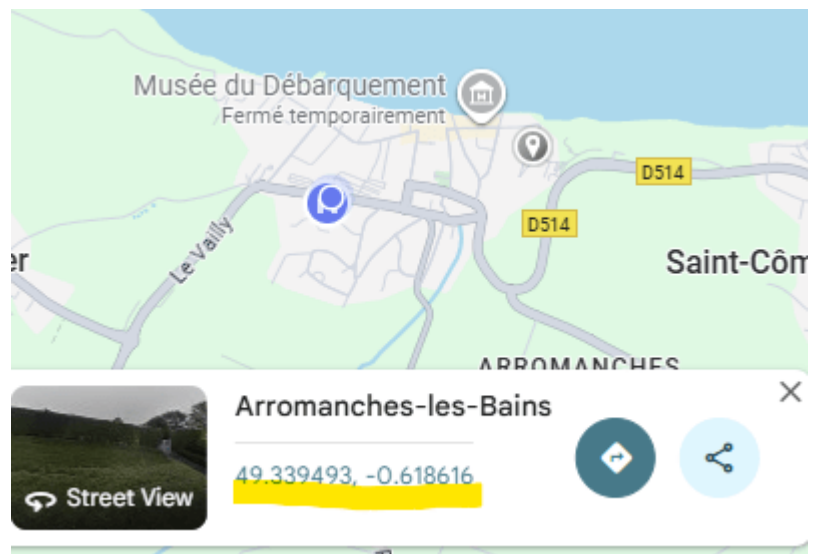 Musée du Débarquement
Fermé temporairement
D514
D514
Le Vailly
er
Saint-Côm
ARROMANCHES
Arromanches-les-Bains
49.339493, -0.618616
Street View